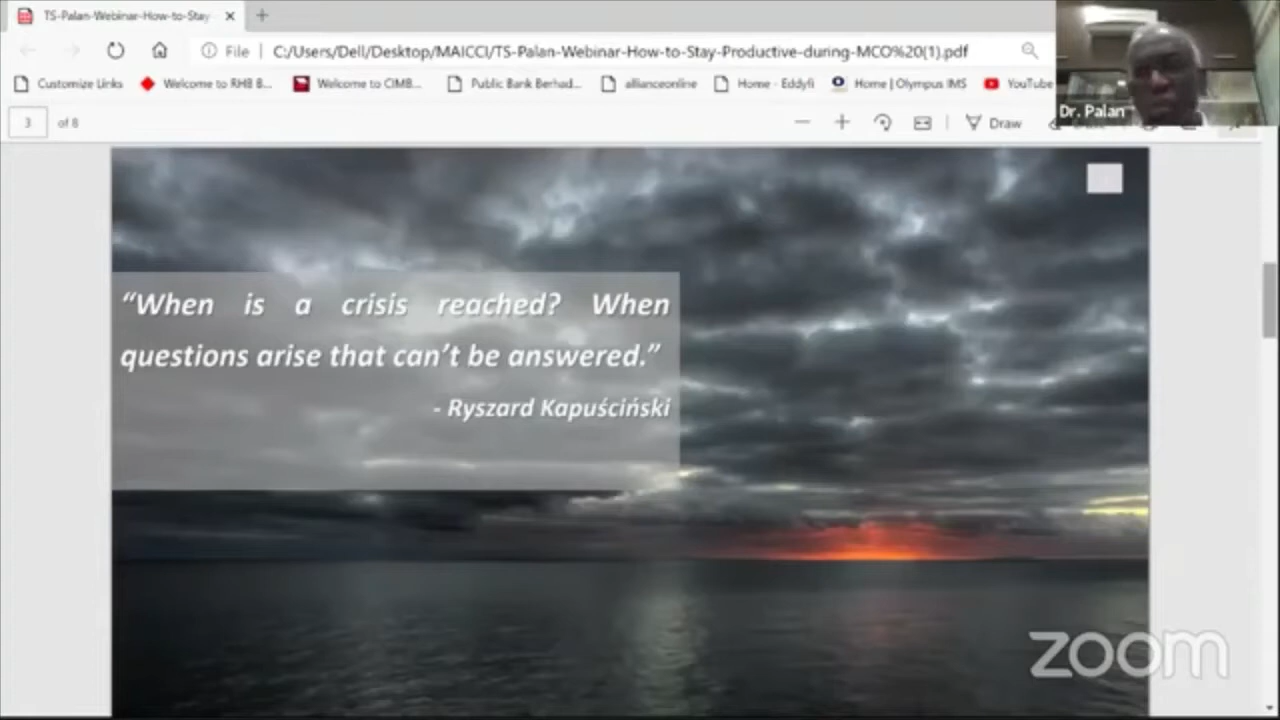 TS-Palan-Webinar-How-to-Stay
File
C:/Users/Dell/Desktop/MAICCI/TS-Palan-Webinar-How-to-Stay-Productive-during-MCO%20(1).pdf
Customize Links
Welcome to RHB B...
Welcome to CIMB...
Public Bank Berhad...
allianceonline
Home - Eddyfi
Home | Olympus IMS
YouTube
Dr. Palan
3 of 8
Draw
“When is a crisis reached? When
questions arise that can’t be answered.”
- Ryszard Kapuściński
zoom